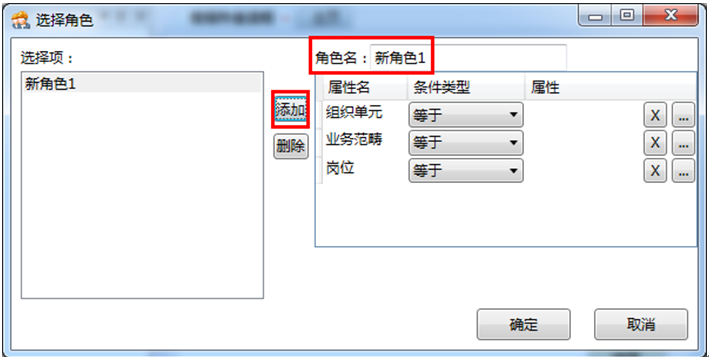 选择角色
选择项：
新角色1
添加
删除
角色名：新角色1
属性名 条件类型 属性
组织单元 等于 X ...
业务范畴 等于 X ...
岗位 等于 X ...
确定 取消